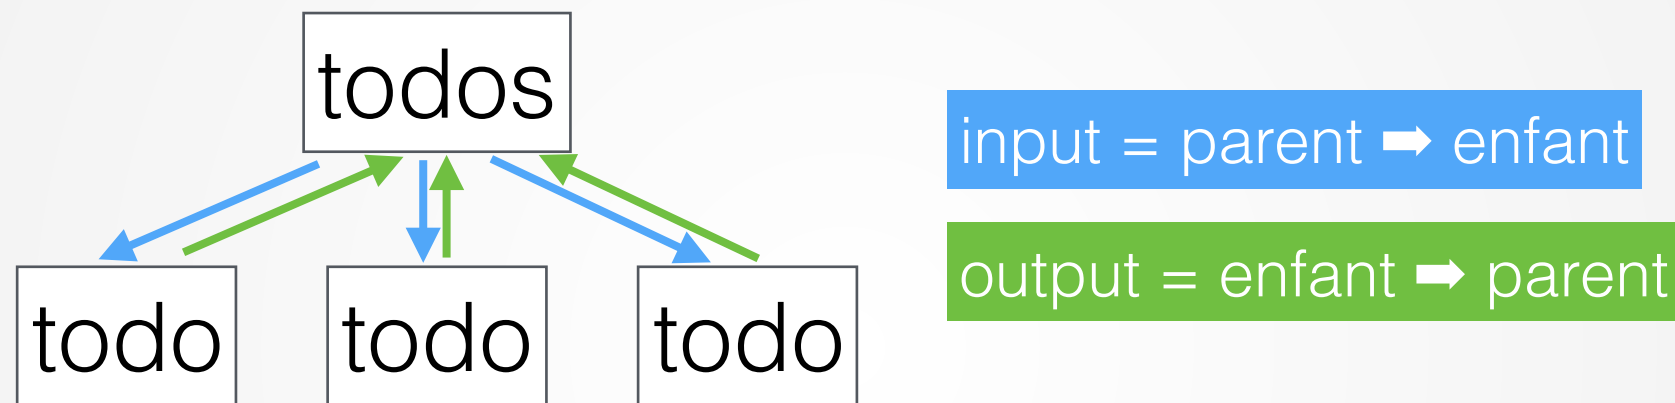 todos
input = parent ➡ enfant
output = enfant ➡ parent
todo
todo
todo